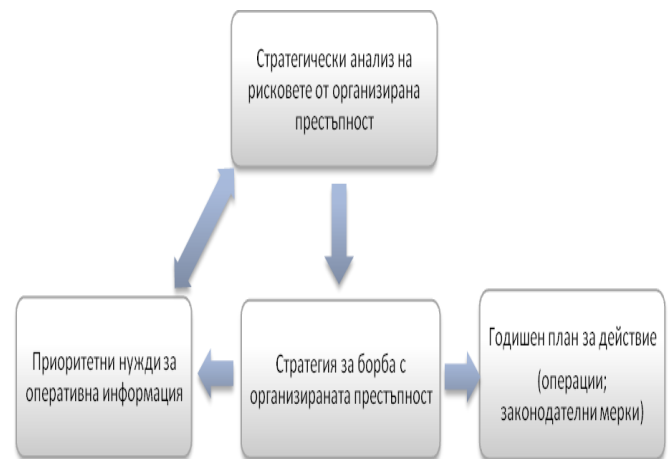 Стратегически анализ на
рисковете от организирана
престъпност
Приоритетни нужди за
оперативна информация
Стратегия за борба с
организираната престъпност
Годишен план за действие
(операции;
законодателни мерки)